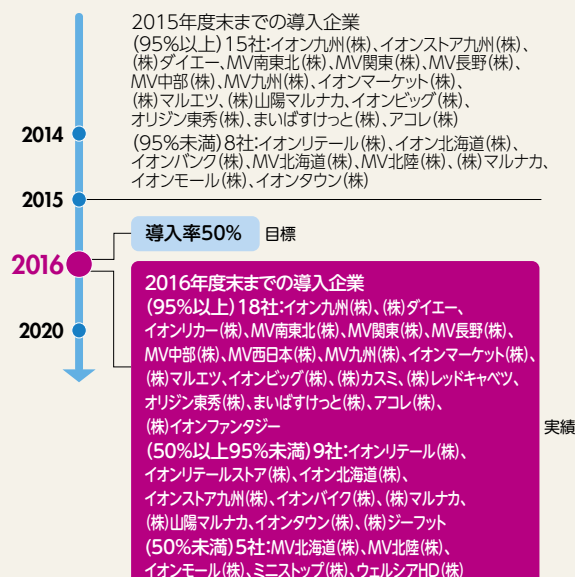 2015年度末までの導入企業
(95%以上)15社:イオン九州(株)、イオンストア九州(株)、
(株)ダイエー、MV南東北(株)、MV関東(株)、MV長野(株)、
MV中部(株)、MV九州(株)、イオンマーケット(株)、
(株)マルエツ、(株)山陽マルナカ、イオンビッグ(株)、
オリジン東秀(株)、まいばすけっと(株)、アコレ(株)
(95%未満)8社:イオンリテール(株)、イオン北海道(株)、
イオンバンク(株)、MV北海道(株)、MV北陸(株)、(株)マルナカ、
イオンモール(株)、イオンタウン(株)
2014
2015
導入率50% 目標
2016
2020
2016年度末までの導入企業
(95%以上)18社:イオン九州(株)、(株)ダイエー、
イオンリカー(株)、MV南東北(株)、MV関東(株)、MV長野(株)、
MV中部(株)、MV西日本(株)、MV九州(株)、イオンマーケット(株)、
(株)マルエツ、イオンビッグ(株)、(株)カスミ、(株)レッドキャベツ、
オリジン東秀(株)、まいばすけっと(株)、アコレ(株)、
(株)イオンファンタジー
(50%以上95%未満)9社:イオンリテール(株)、
イオンリテールストア(株)、イオン北海道(株)、
イオンストア九州(株)、イオンバイク(株)、(株)マルナカ、
(株)山陽マルナカ、イオンタウン(株)、(株)ジーフット
(50%未満)5社:MV北海道(株)、MV北陸(株)、
イオンモール(株)、ミニストップ(株)、ウェルシアHD(株)
実績